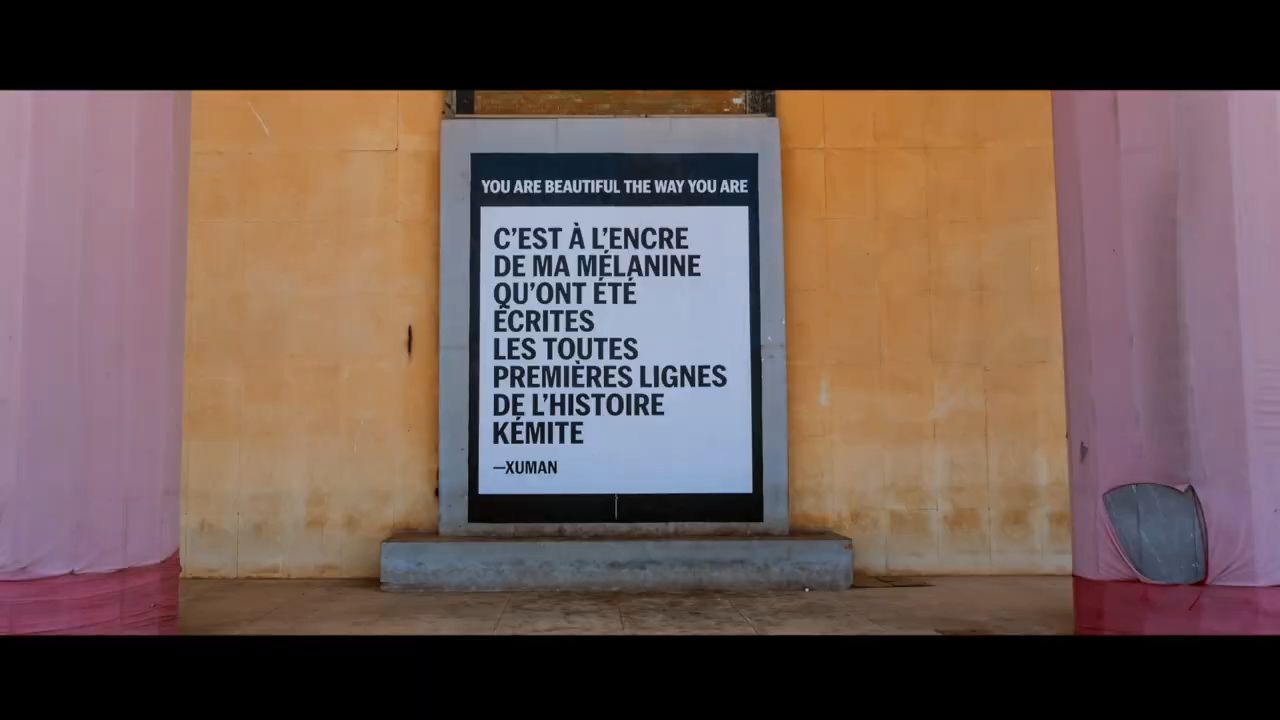 YOU ARE BEAUTIFUL THE WAY YOU ARE
C'EST À L'ENCRE
DE MA MÉLANINE
QU'ONT ÉTÉ
ÉCRITES
LES TOUTES
PREMIÈRES LIGNES
DE L'HISTOIRE
KÉMITE
—XUMAN